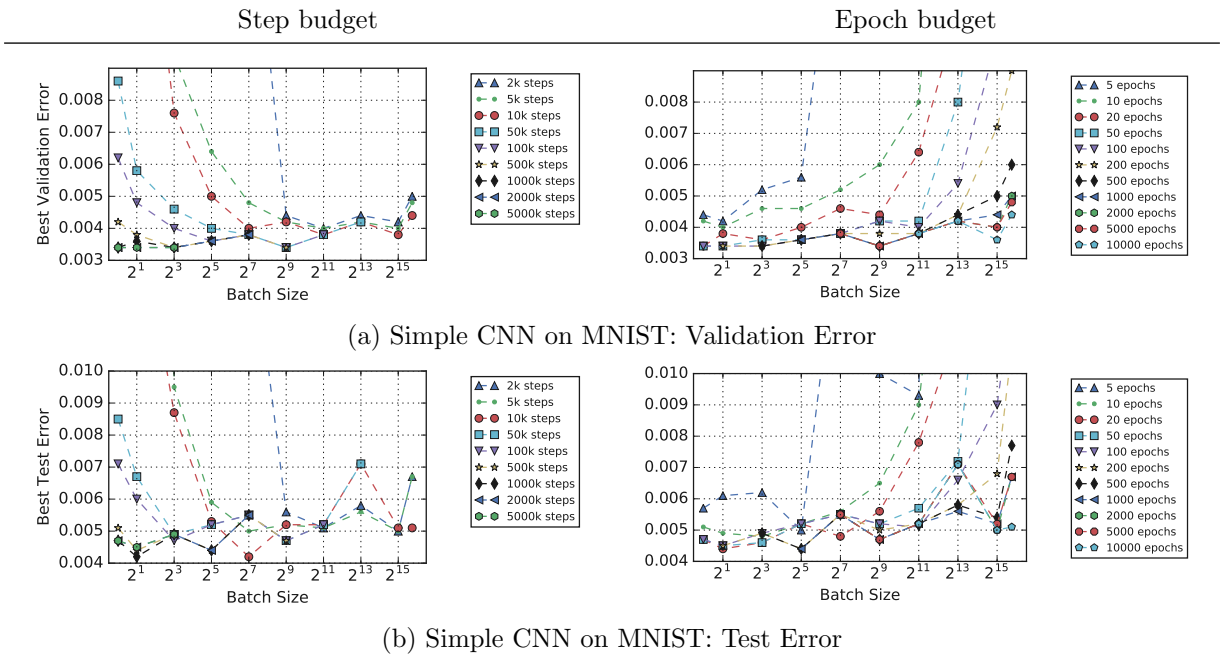 Step budget
Epoch budget
Best Validation Error
0.008
0.007
0.006
0.005
0.004
0.003
2^1 2^3 2^5 2^7 2^9 2^11 2^13 2^15
Batch Size
2k steps
5k steps
10k steps
50k steps
100k steps
500k steps
1000k steps
2000k steps
5000k steps
0.008
0.007
0.006
0.005
0.004
0.003
2^1 2^3 2^5 2^7 2^9 2^11 2^13 2^15
Batch Size
5 epochs
10 epochs
20 epochs
50 epochs
100 epochs
200 epochs
500 epochs
1000 epochs
2000 epochs
5000 epochs
10000 epochs
(a) Simple CNN on MNIST: Validation Error
Best Test Error
0.010
0.009
0.008
0.007
0.006
0.005
0.004
2^1 2^3 2^5 2^7 2^9 2^11 2^13 2^15
Batch Size
2k steps
5k steps
10k steps
50k steps
100k steps
500k steps
1000k steps
2000k steps
5000k steps
0.010
0.009
0.008
0.007
0.006
0.005
0.004
2^1 2^3 2^5 2^7 2^9 2^11 2^13 2^15
Batch Size
5 epochs
10 epochs
20 epochs
50 epochs
100 epochs
200 epochs
500 epochs
1000 epochs
2000 epochs
5000 epochs
10000 epochs
(b) Simple CNN on MNIST: Test Error